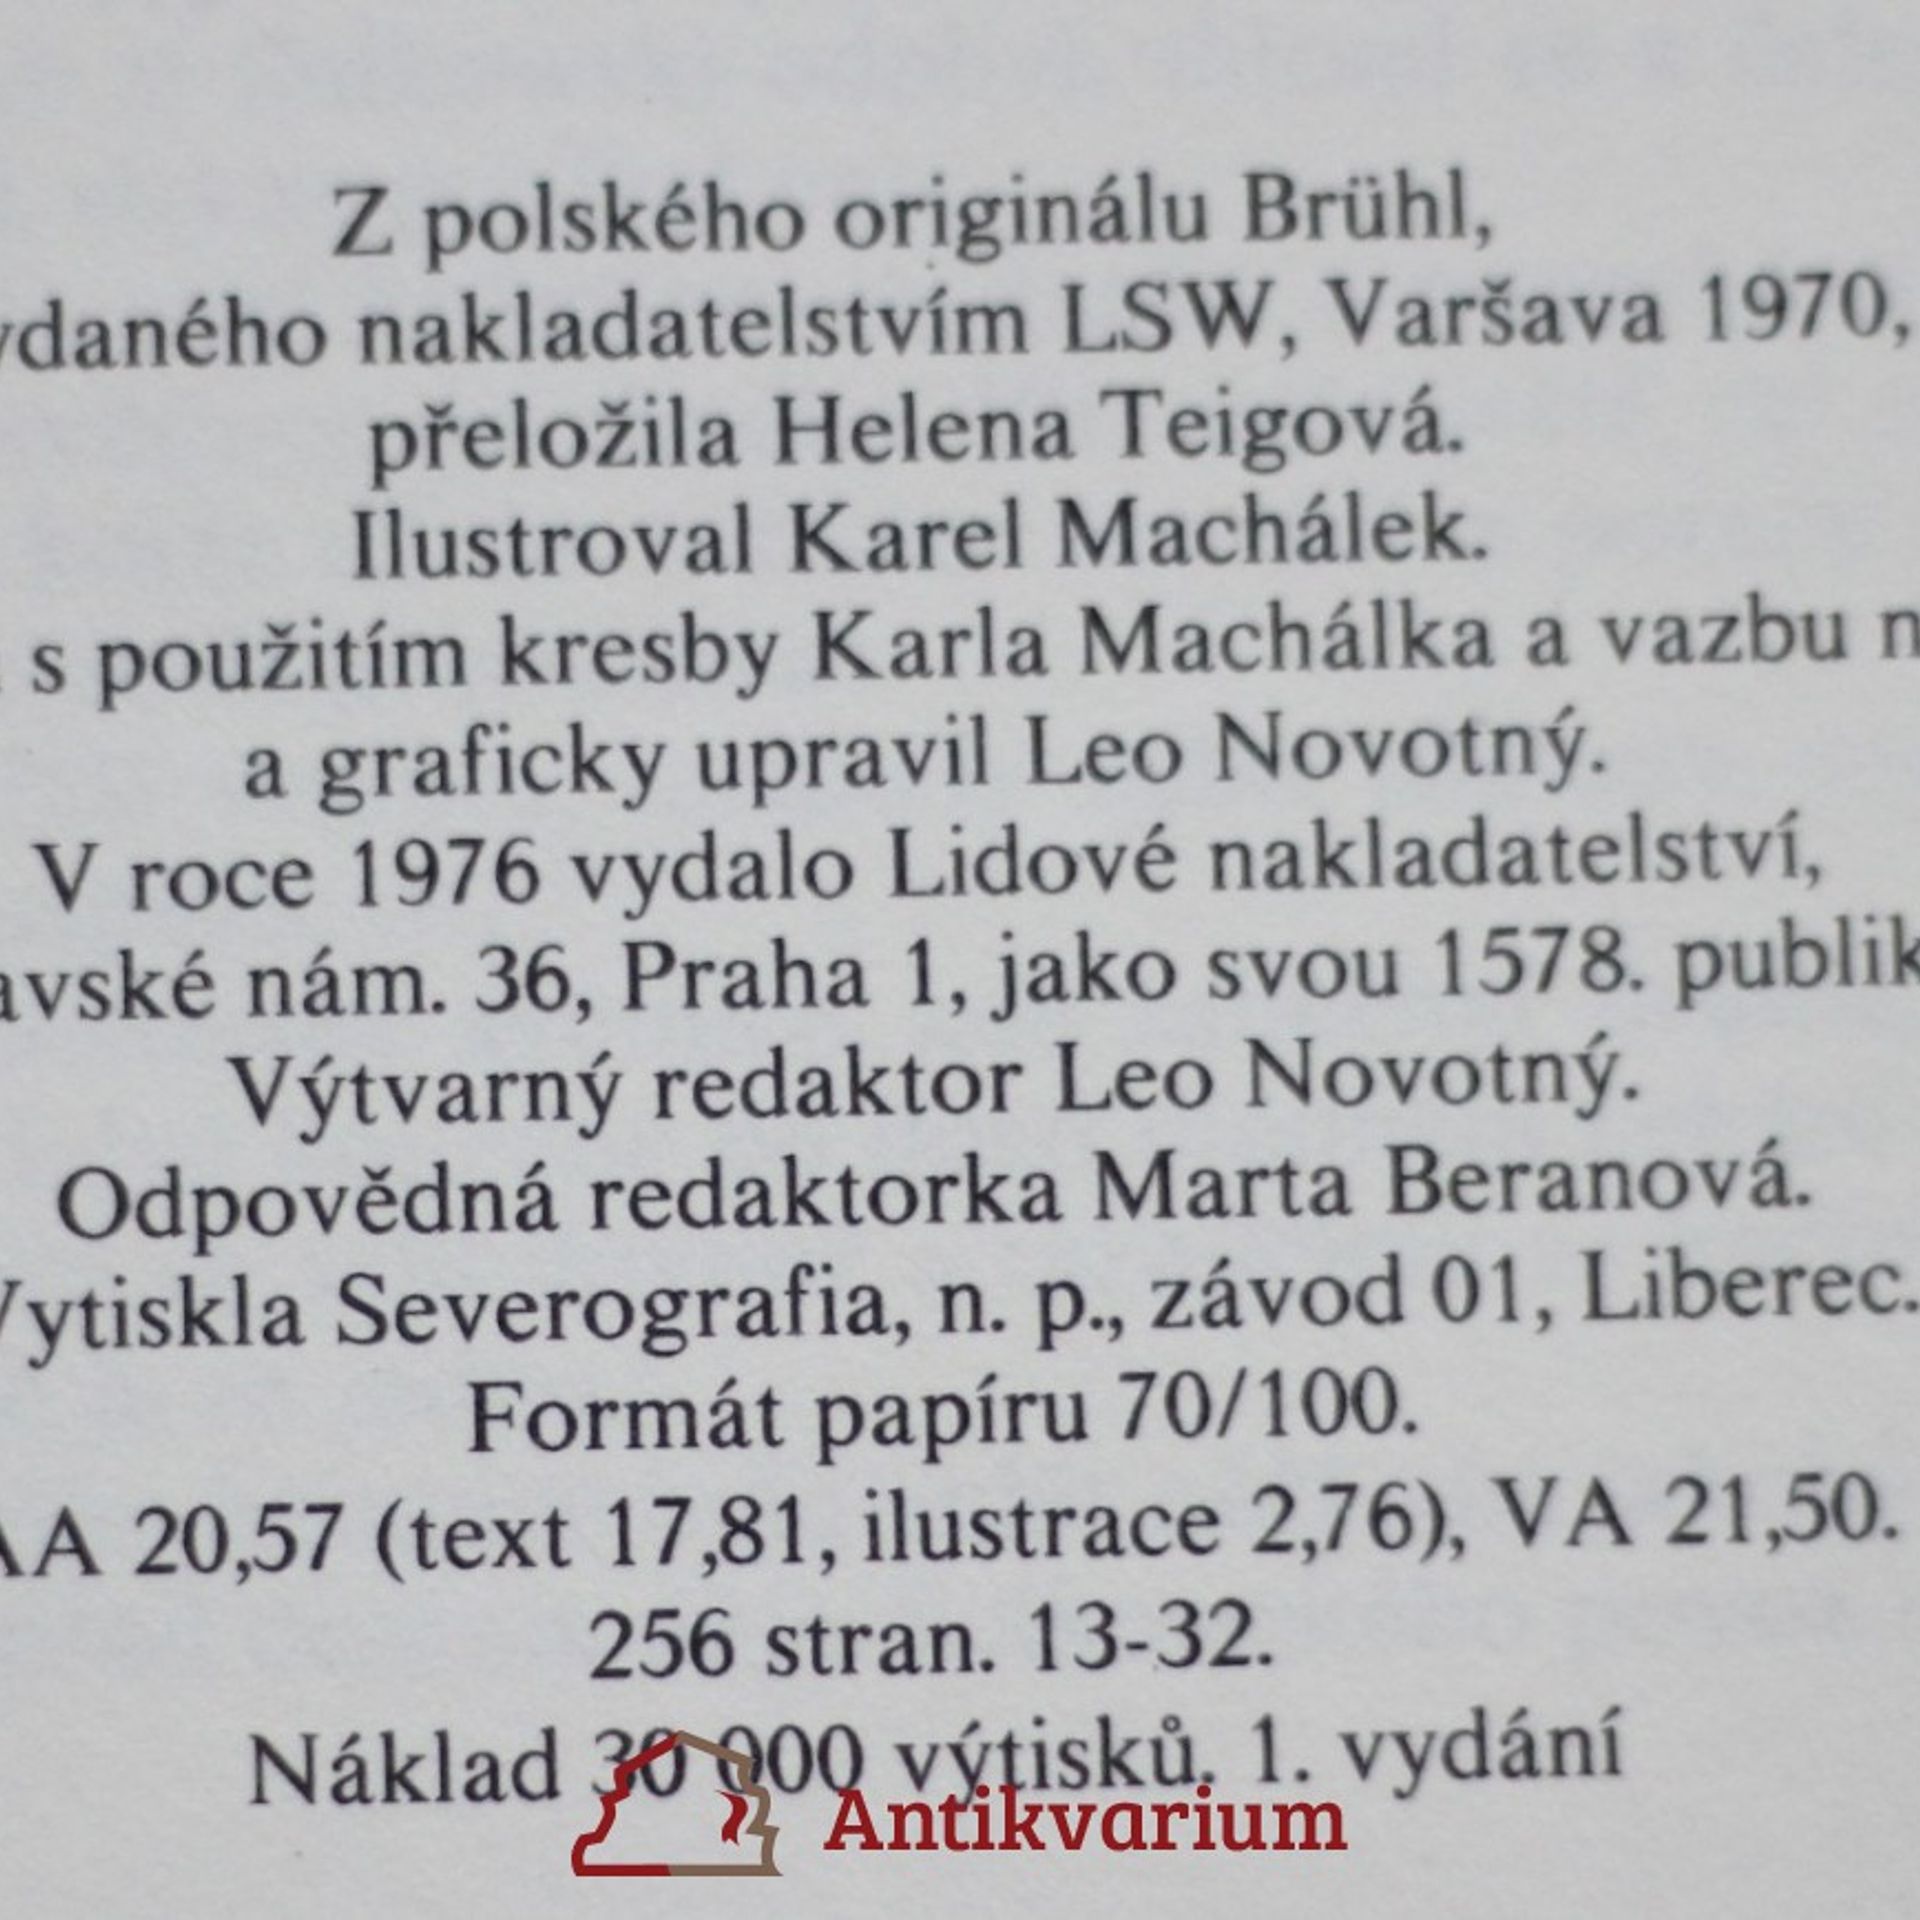 Z polského originálu Brühl,
ydaného nakladatelstvím LSW, Varšava 1970,
přeložila Helena Teigová.
Ilustroval Karel Machálek.
s použitím kresby Karla Machálka a vazbu n
a graficky upravil Leo Novotný.
V roce 1976 vydalo Lidové nakladatelství,
avské nám. 36, Praha 1, jako svou 1578. publik
Výtvarný redaktor Leo Novotný.
Odpovědná redaktorka Marta Beranová.
Vytiskla Severografia, n. p., závod 01, Liberec.
Formát papíru 70/100.
AA 20,57 (text 17,81, ilustrace 2,76), VA 21,50.
256 stran. 13-32.
Náklad 30 000 výtisků. 1. vydání
Antikvarium